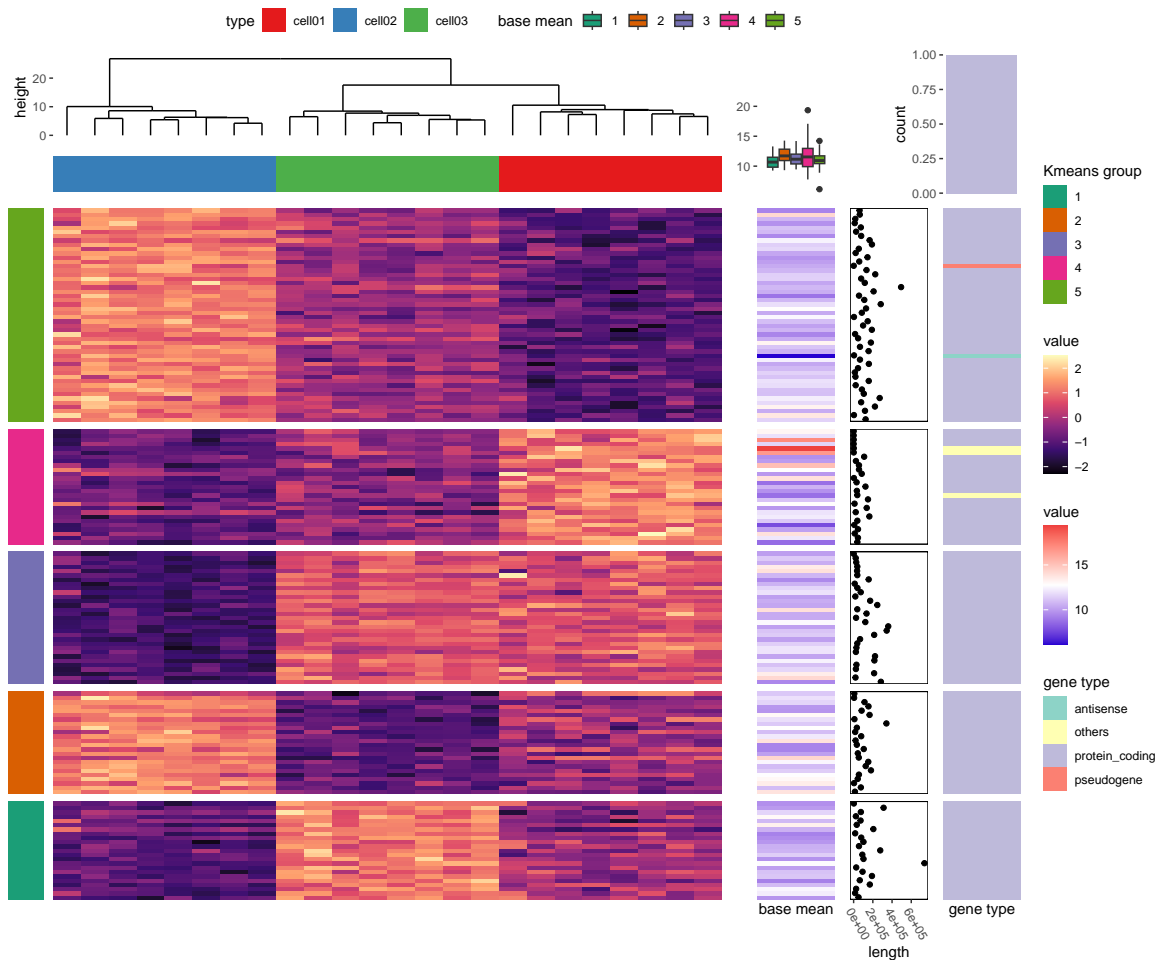 type cell01 cell02 cell03 base mean 1 2 3 4 5
height
20
10
0
20
15
10
count
1.00
0.75
0.50
0.25
0.00
Kmeans group
1
2
3
4
5
value
2
1
0
−1
−2
value
15
10
gene type
antisense
others
protein_coding
pseudogene
base mean
0e+00 2e+05 4e+05 6e+05
length
gene type